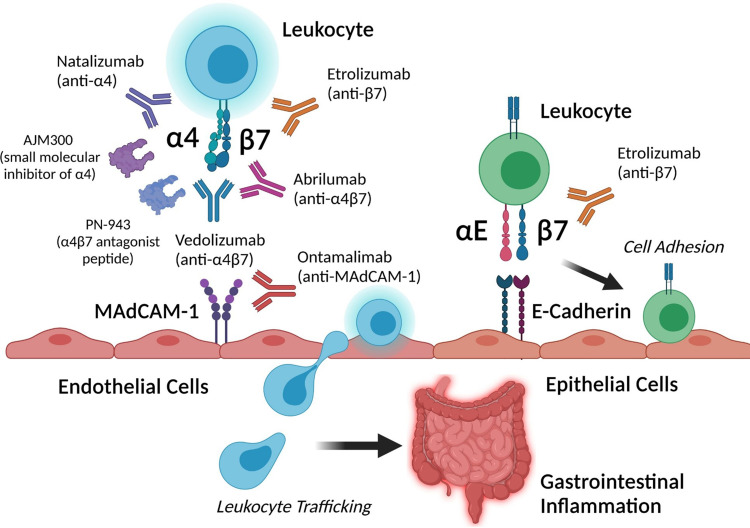 Leukocyte
Natalizumab
(anti-α4)
Etrolizumab
(anti-β7)
α4
β7
AJM300
(small molecular
inhibitor of α4)
Abrilumab
(anti-α4β7)
PN-943
(α4β7 antagonist
peptide)
Vedolizumab
(anti-α4β7)
Ontamalimab
(anti-MAdCAM-1)
MAdCAM-1
Endothelial Cells
Leukocyte
Etrolizumab
(anti-β7)
αE
β7
Cell Adhesion
E-Cadherin
Epithelial Cells
Leukocyte Trafficking
Gastrointestinal
Inflammation